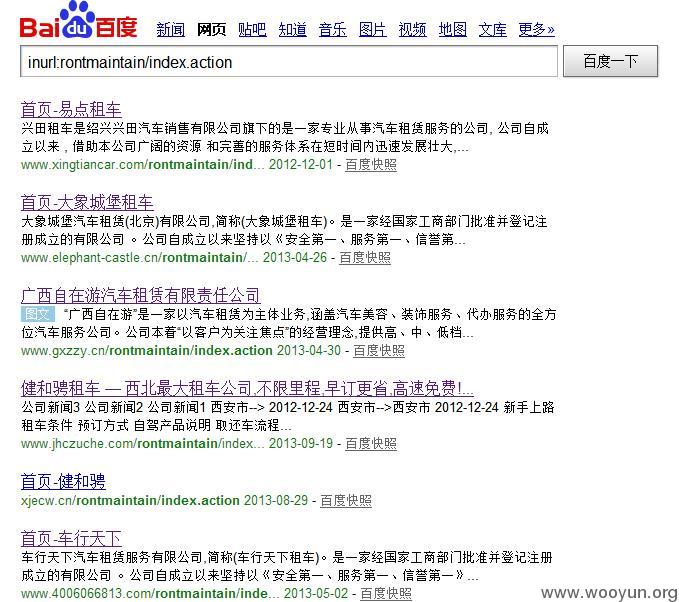 Bai du 百度 新闻 网页 贴吧 知道 音乐 图片 视频 地图 文库 更多»
inurl:rontmaintain/index.action 百度一下
首页-易点租车
兴田租车是绍兴兴田汽车销售有限公司旗下的是一家专业从事汽车租赁服务的公司, 公司自成
立以来 , 借助本公司广阔的资源 和完善的服务体系在短时间内迅速发展壮大,...
www.xingtiancar.com/rontmaintain/ind... 2012-12-01 - 百度快照
首页-大象城堡租车
大象城堡汽车租赁(北京)有限公司,简称(大象城堡租车)。是一家经国家工商部门批准并登记注
册成立的有限公司 。公司自成立以来坚持以《安全第一、服务第一、信誉第...
www.elephant-castle.cn/rontmaintain/... 2013-04-26 - 百度快照
广西自在游汽车租赁有限责任公司
图文 “广西自在游”是一家以汽车租赁为主体业务,涵盖汽车美容、装饰服务、代办服务的全方
位汽车服务公司。公司本着“以客户为关注焦点”的经营理念,提供高、中、低档...
www.gxzzy.cn/rontmaintain/index.action 2013-04-30 - 百度快照
健和骋租车 — 西北最大租车公司,不限里程,早订更省,高速免费!...
公司新闻3 公司新闻2 公司新闻1 西安市--> 2012-12-24 西安市-->西安市 2012-12-24 新手上路
租车条件 预订方式 自驾产品说明 取还车流程...
www.jhczuche.com/rontmaintain/index... 2013-09-19 - 百度快照
首页-健和骋
xjecw.cn/rontmaintain/index.action 2013-08-29 - 百度快照
首页-车行天下
车行天下汽车租赁服务有限公司,简称(车行天下租车)。是一家经国家工商部门批准并登记注册
成立的有限公司 。公司自成立以来坚持以《安全第一、服务第一、信誉第一》...
www.4006066813.com/rontmaintain/inde... 2013-05-02 - 百度快照
www.wooyun.org